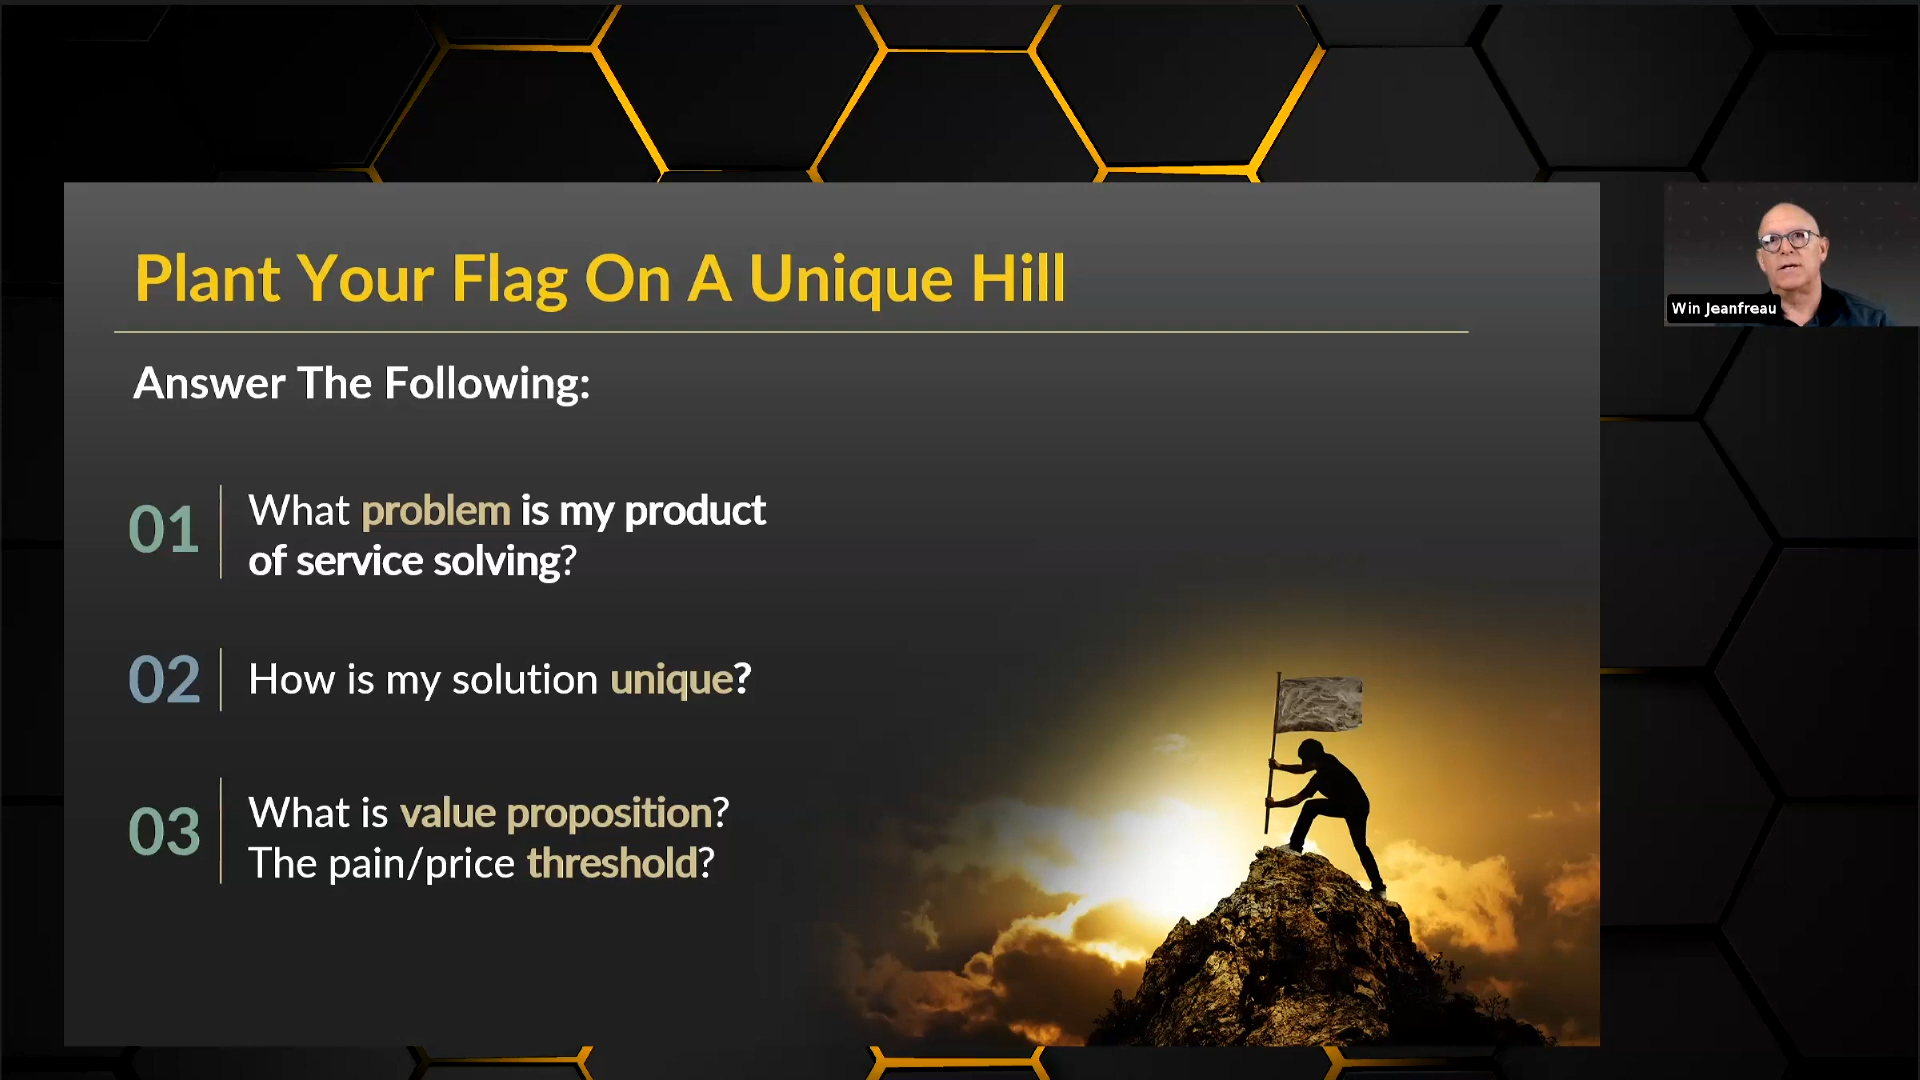 Plant Your Flag On A Unique Hill
Win Jeanfreau
Answer The Following:
01
What problem is my product
of service solving?
02
How is my solution unique?
03
What is value proposition?
The pain/price threshold?